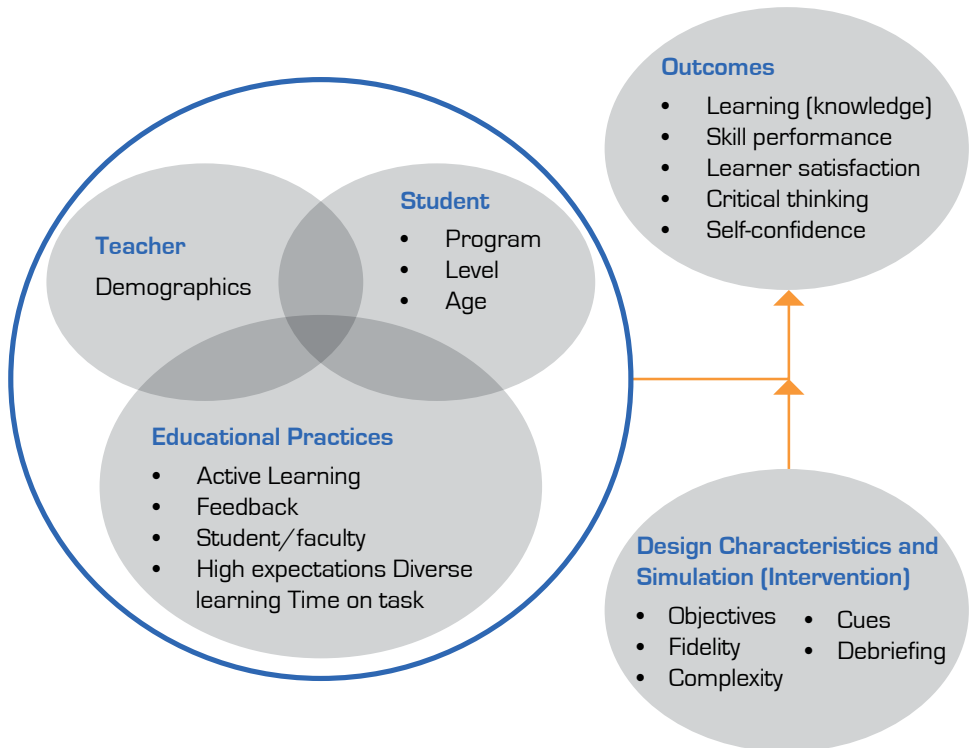 Outcomes
• Learning (knowledge)
• Skill performance
• Learner satisfaction
• Critical thinking
• Self-confidence
Student
• Program
• Level
• Age
Teacher
Demographics
Educational Practices
• Active Learning
• Feedback
• Student/faculty
• High expectations Diverse
learning Time on task
Design Characteristics and
Simulation (Intervention)
• Objectives
• Fidelity
• Complexity
• Cues
• Debriefing